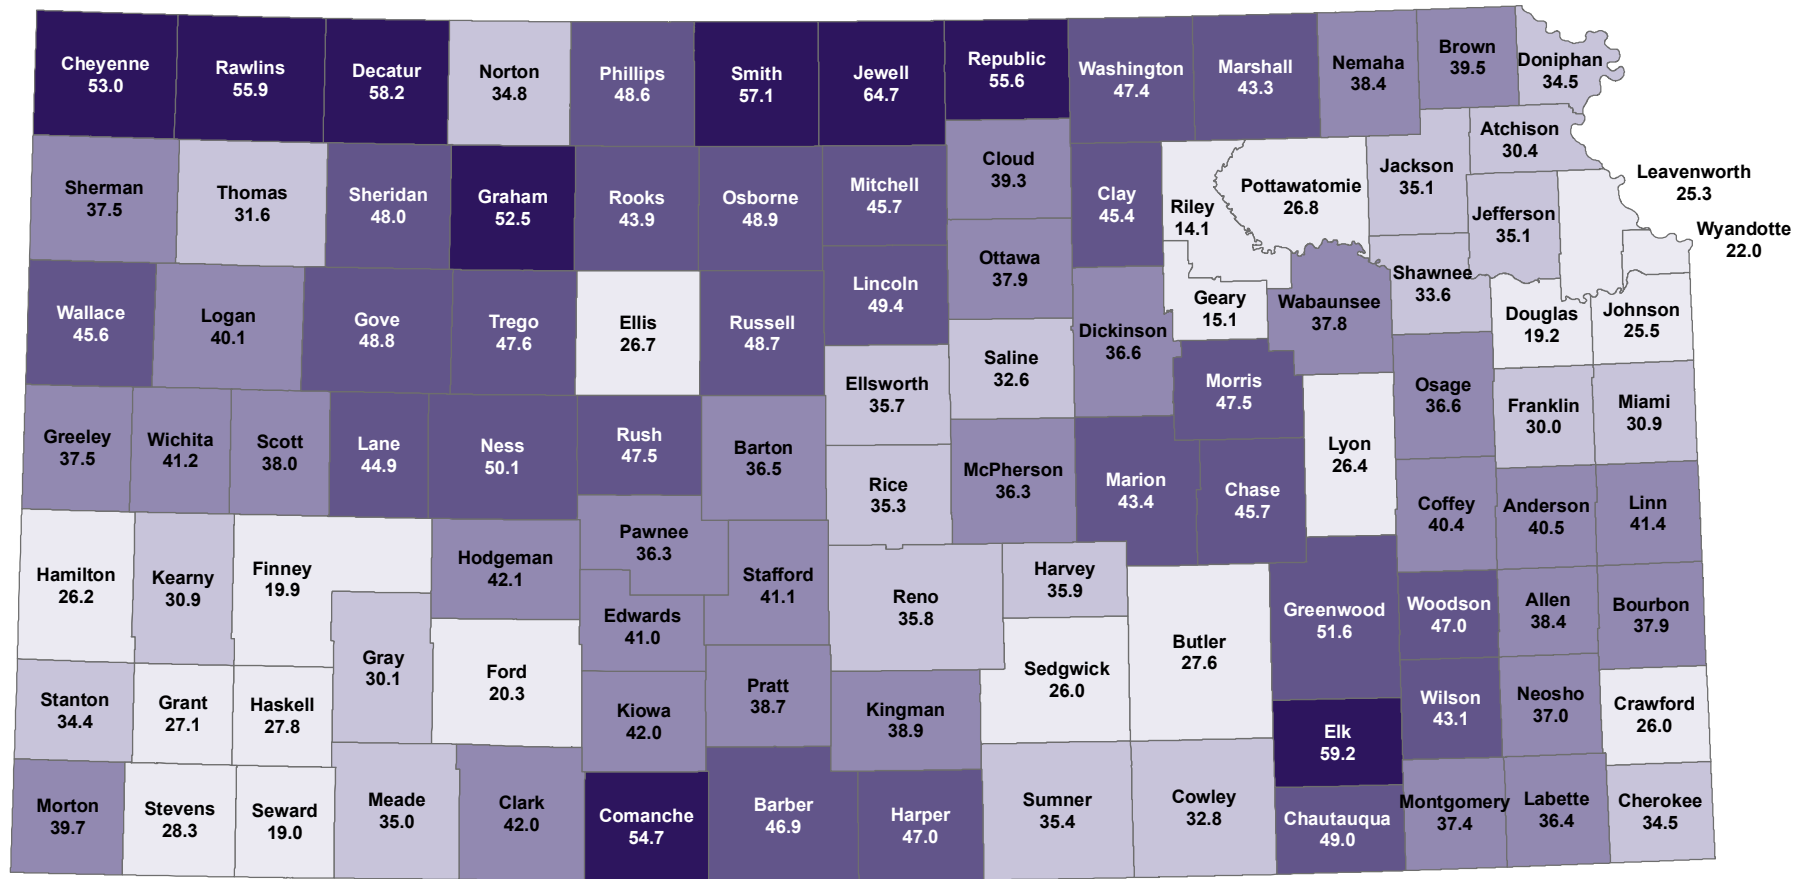 Cheyenne
53.0
Rawlins
55.9
Decatur
58.2
Norton
34.8
Phillips
48.6
Smith
57.1
Jewell
64.7
Republic
55.6
Washington
47.4
Marshall
43.3
Nemaha
38.4
Brown
39.5
Doniphan
34.5
Sherman
37.5
Thomas
31.6
Sheridan
48.0
Graham
52.5
Rooks
43.9
Osborne
48.9
Mitchell
45.7
Cloud
39.3
Clay
45.4
Riley
14.1
Pottawatomie
26.8
Jackson
35.1
Atchison
30.4
Jefferson
35.1
Leavenworth
25.3
Wyandotte
22.0
Wallace
45.6
Logan
40.1
Gove
48.8
Trego
47.6
Ellis
26.7
Russell
48.7
Lincoln
49.4
Ottawa
37.9
Saline
32.6
Dickinson
36.6
Geary
15.1
Wabaunsee
37.8
Shawnee
33.6
Douglas
19.2
Johnson
25.5
Greeley
37.5
Wichita
41.2
Scott
38.0
Lane
44.9
Ness
50.1
Rush
47.5
Barton
36.5
Ellsworth
35.7
Rice
35.3
McPherson
36.3
Marion
43.4
Morris
47.5
Chase
45.7
Lyon
26.4
Osage
36.6
Franklin
30.0
Miami
30.9
Coffey
40.4
Anderson
40.5
Linn
41.4
Hamilton
26.2
Kearny
30.9
Finney
19.9
Hodgeman
42.1
Pawnee
36.3
Stafford
41.1
Edwards
41.0
Reno
35.8
Harvey
35.9
Gray
30.1
Ford
20.3
Sedgwick
26.0
Butler
27.6
Greenwood
51.6
Woodson
47.0
Allen
38.4
Bourbon
37.9
Stanton
34.4
Grant
27.1
Haskell
27.8
Kiowa
42.0
Pratt
38.7
Kingman
38.9
Elk
59.2
Wilson
43.1
Neosho
37.0
Crawford
26.0
Morton
39.7
Stevens
28.3
Seward
19.0
Meade
35.0
Clark
42.0
Comanche
54.7
Barber
46.9
Harper
47.0
Sumner
35.4
Cowley
32.8
Chautauqua
49.0
Montgomery
37.4
Labette
36.4
Cherokee
34.5